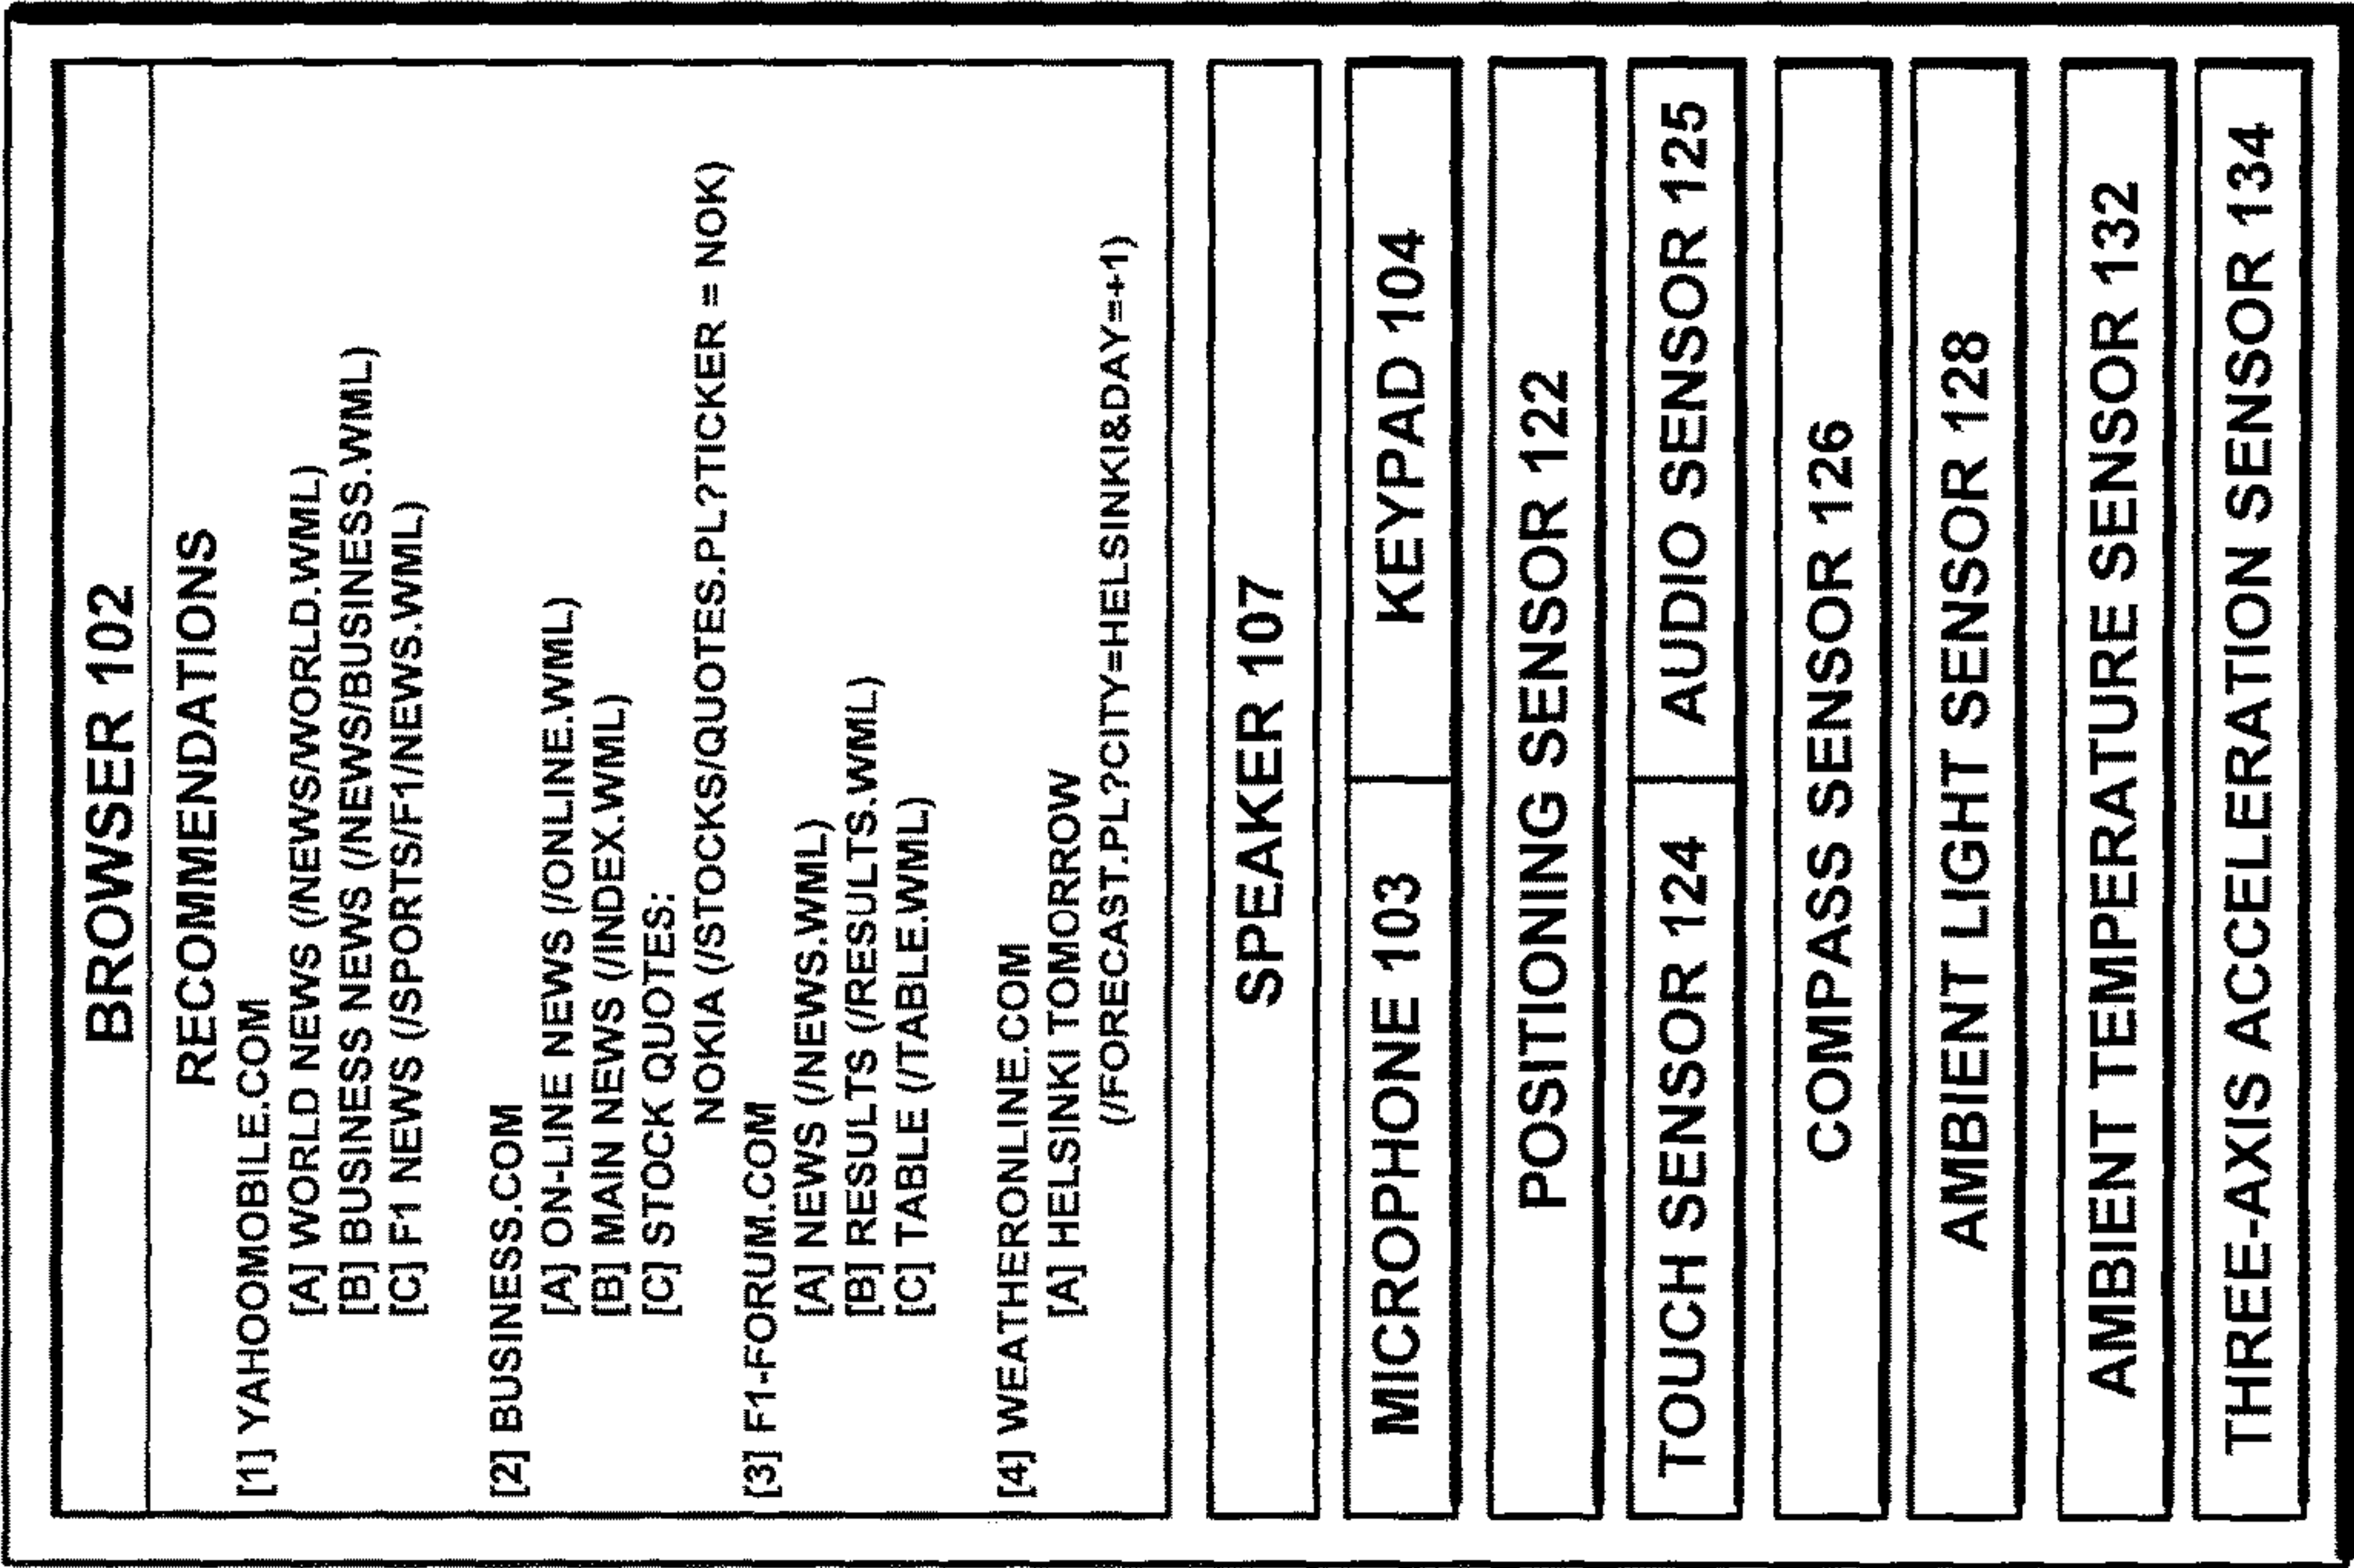 BROWSER 102
RECOMMENDATIONS
[1] YAHOOMOBILE.COM
[A] WORLD NEWS (/NEWS/WORLD.WML)
[B] BUSINESS NEWS (/NEWS/BUSINESS.WML)
[C] F1 NEWS (/SPORTS/F1/NEWS.WML)
[2] BUSINESS.COM
[A] ON-LINE NEWS (/ONLINE.WML)
[B] MAIN NEWS (/INDEX.WML)
[C] STOCK QUOTES:
NOKIA (/STOCKS/QUOTES.PL?TICKER = NOK)
[3] F1-FORUM.COM
[A] NEWS (/NEWS.WML)
[B] RESULTS (/RESULTS.WML)
[C] TABLE (/TABLE.WML)
[4] WEATHERONLINE.COM
[A] HELSINKI TOMORROW
(/FORECAST.PL?CITY=HELSINKI&DAY=+1)
SPEAKER 107
MICROPHONE 103 KEYPAD 104
POSITIONING SENSOR 122
TOUCH SENSOR 124 AUDIO SENSOR 125
COMPASS SENSOR 126
AMBIENT LIGHT SENSOR 128
AMBIENT TEMPERATURE SENSOR 132
THREE-AXIS ACCELERATION SENSOR 134